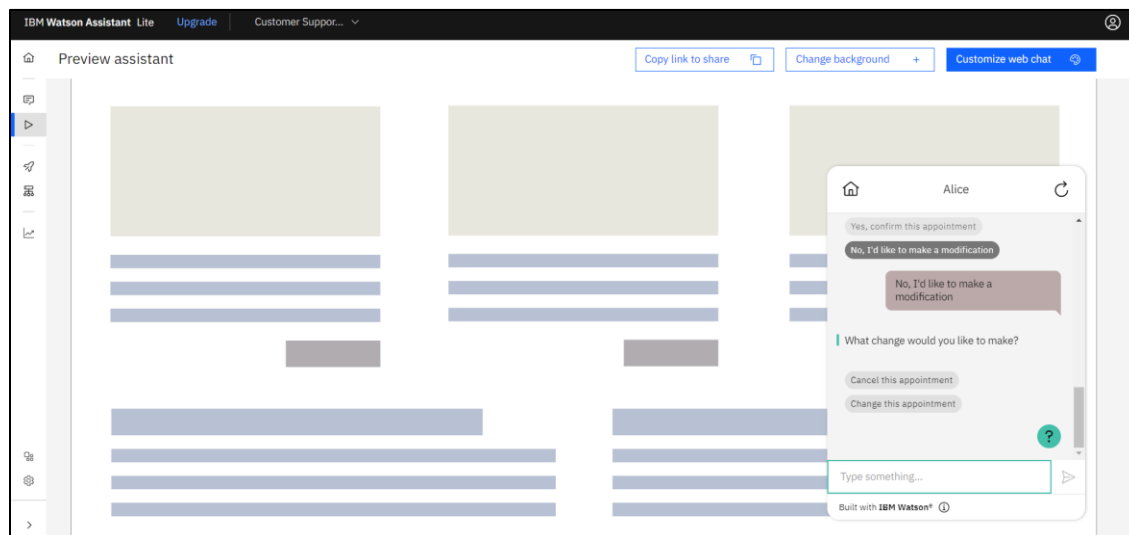 IBM Watson Assistant Lite Upgrade Customer Suppor...
Preview assistant
Copy link to share
Change background +
Customize web chat
Alice
Yes, confirm this appointment
No, I'd like to make a modification
No, I'd like to make a
modification
What change would you like to make?
Cancel this appointment
Change this appointment
?
Type something...
Built with IBM Watson®